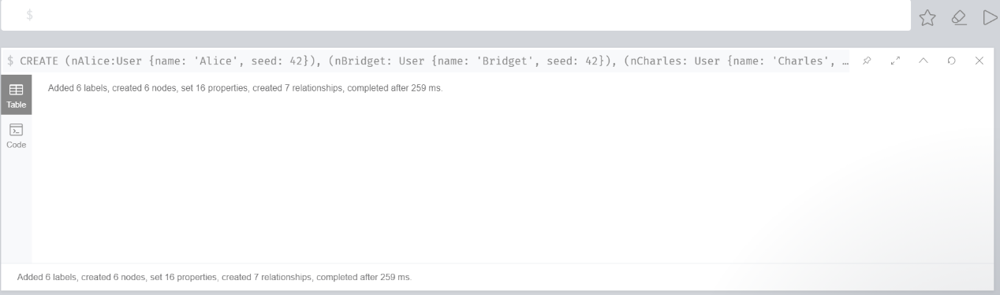 $
$ CREATE (nAlice:User {name: 'Alice', seed: 42}), (nBridget: User {name: 'Bridget', seed: 42}), (nCharles: User {name: 'Charles', …
Table
Added 6 labels, created 6 nodes, set 16 properties, created 7 relationships, completed after 259 ms.
Code
Added 6 labels, created 6 nodes, set 16 properties, created 7 relationships, completed after 259 ms.